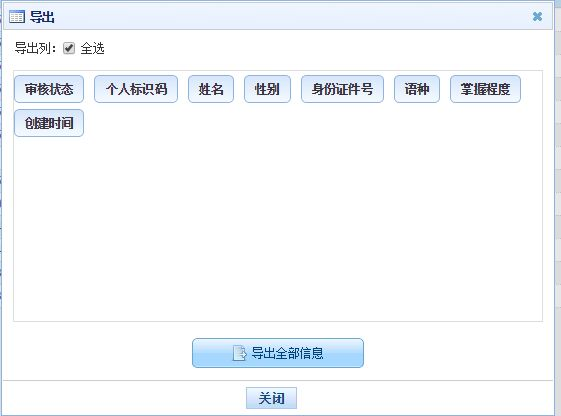 导出
导出列： 全选
审核状态 个人标识码 姓名 性别 身份证件号 语种 掌握程度
创建时间
导出全部信息
关闭